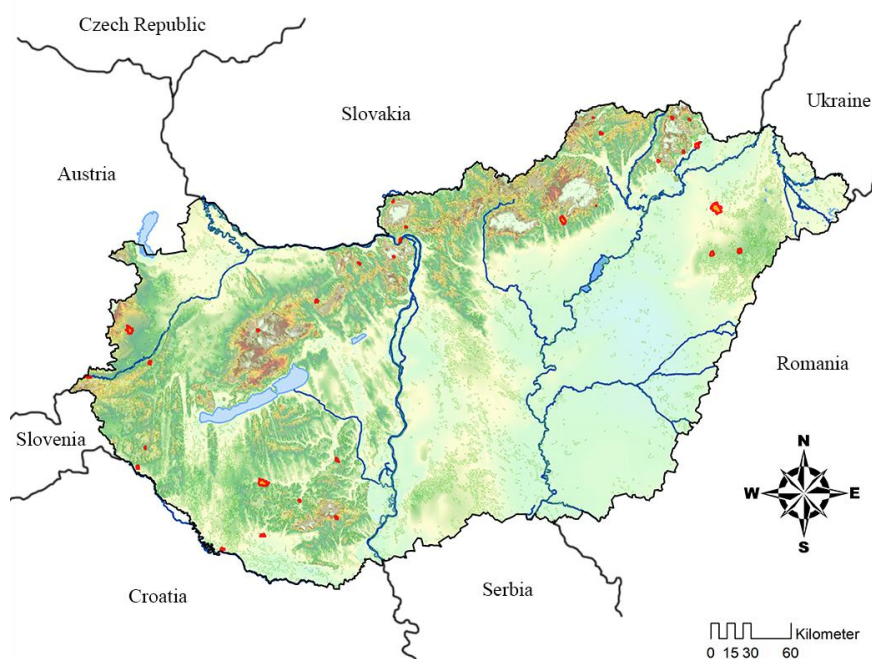 Czech Republic
Slovakia
Ukraine
Austria
Romania
Slovenia
N
W E
S
Croatia
Serbia
Kilometer
0 15 30 60